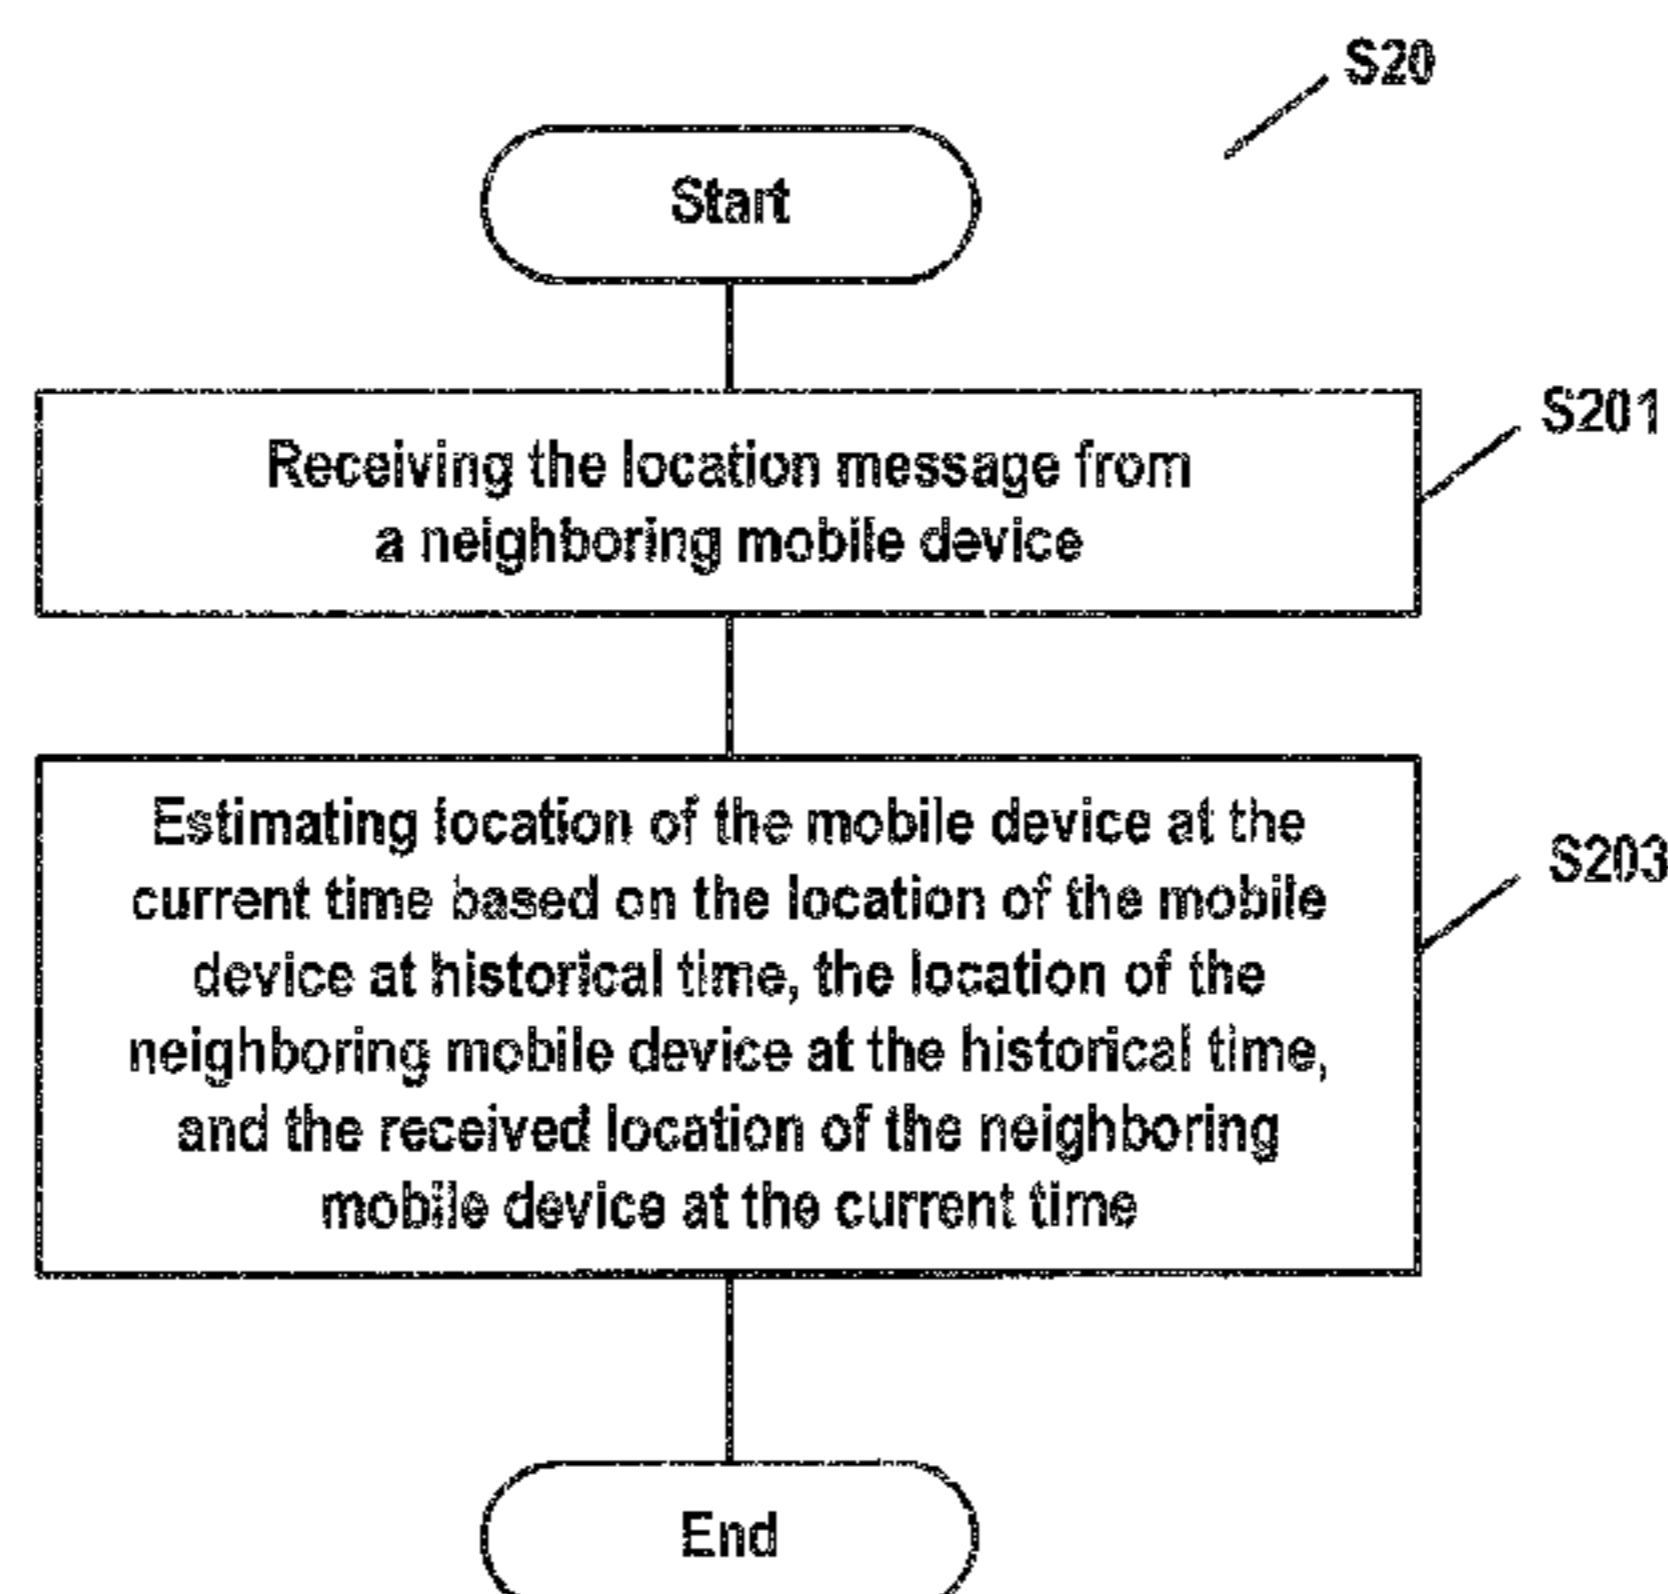 S20
Start
S201
Receiving the location message from
a neighboring mobile device
S203
Estimating location of the mobile device at the
current time based on the location of the mobile
device at historical time, the location of the
neighboring mobile device at the historical time,
and the received location of the neighboring
mobile device at the current time
End